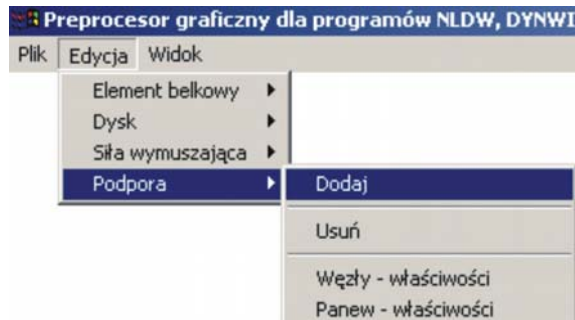 Preprocesor graficzny dla programów NLDW, DYNWI
Plik Edycja Widok
Element belkowy
Dysk
Siła wymuszająca
Podpora
Dodaj
Usuń
Węzły - właściwości
Panew - właściwości